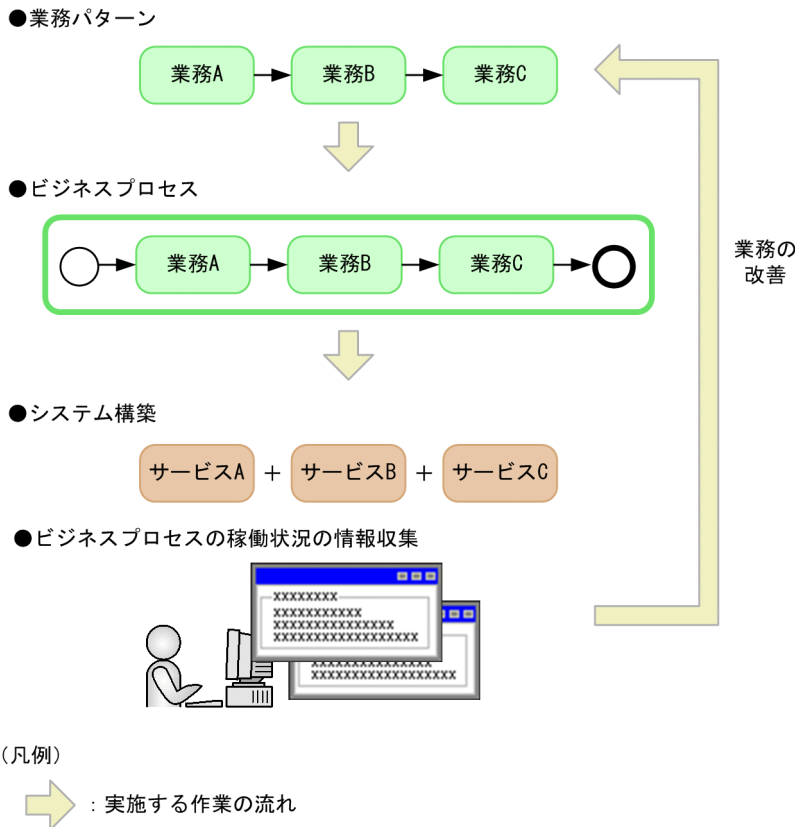 ●業務パターン
業務A 業務B 業務C
●ビジネスプロセス
業務A 業務B 業務C
業務の
改善
●システム構築
サービスA + サービスB + サービスC
●ビジネスプロセスの稼働状況の情報収集
XXXXXXXX
XXXXXXXXXXX
XXXXXXXXXXXXXXX
XXXXXXXXXXXXXXXXXX
XXXXXXXXXXXXXXXXXX
(凡例)
：実施する作業の流れ